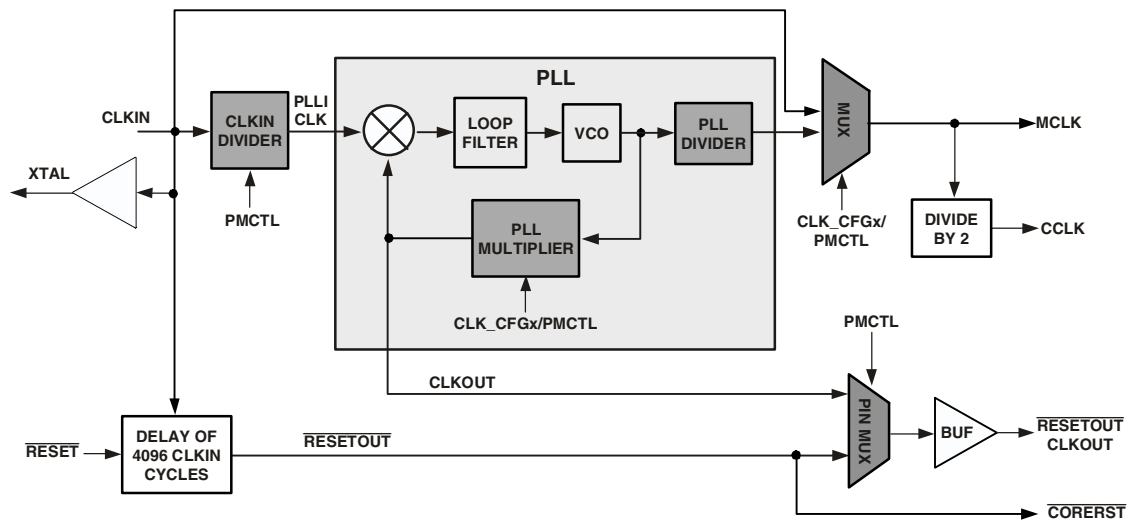 PLL
CLKIN
CLKIN
DIVIDER
PLLI
CLK
LOOP
FILTER
VCO
PLL
DIVIDER
MUX
MCLK
XTAL
PMCTL
PLL
MULTIPLIER
CLK_CFGx/PMCTL
CLK_CFGx/
PMCTL
DIVIDE
BY 2
CCLK
PMCTL
CLKOUT
PIN MUX
BUF
RESETOUT
CLKOUT
RESET
DELAY OF
4096 CLKIN
CYCLES
RESETOUT
CORERST